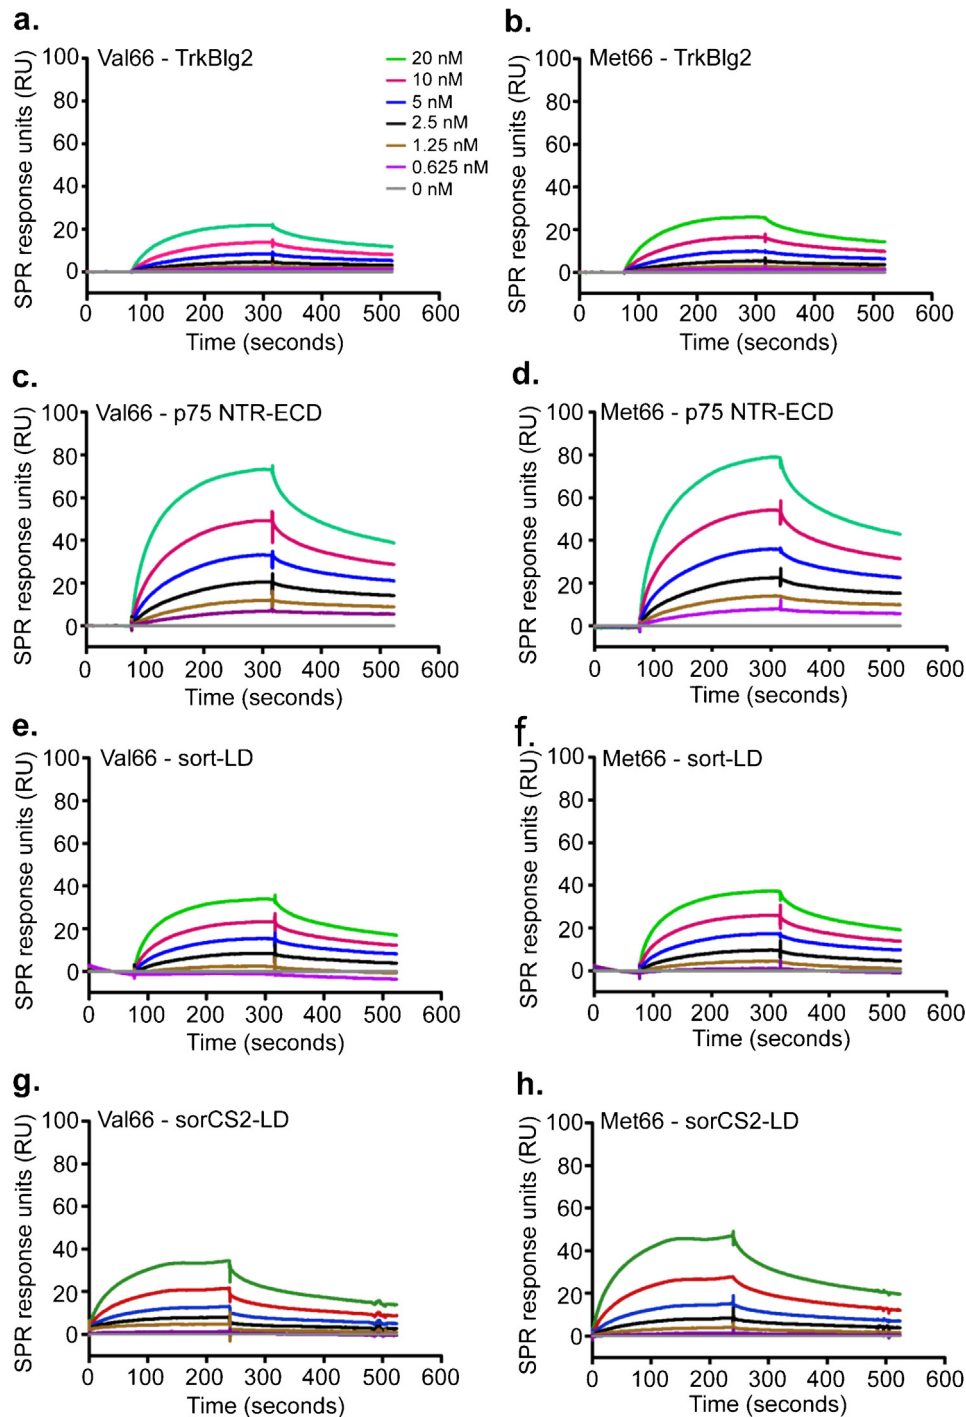 a.
Val66 - TrkBIg2
SPR response units (RU)
100
80
60
40
20
0
0 100 200 300 400 500 600
Time (seconds)
20 nM
10 nM
5 nM
2.5 nM
1.25 nM
0.625 nM
0 nM
b.
Met66 - TrkBIg2
SPR response units (RU)
100
80
60
40
20
0
0 100 200 300 400 500 600
Time (seconds)
c.
Val66 - p75 NTR-ECD
SPR response units (RU)
100
80
60
40
20
0
0 100 200 300 400 500 600
Time (seconds)
d.
Met66 - p75 NTR-ECD
SPR response units (RU)
100
80
60
40
20
0
0 100 200 300 400 500 600
Time (seconds)
e.
Val66 - sort-LD
SPR response units (RU)
100
80
60
40
20
0
0 100 200 300 400 500 600
Time (seconds)
f.
Met66 - sort-LD
SPR response units (RU)
100
80
60
40
20
0
0 100 200 300 400 500 600
Time (seconds)
g.
Val66 - sorCS2-LD
SPR response units (RU)
100
80
60
40
20
0
0 100 200 300 400 500 600
Time (seconds)
h.
Met66 - sorCS2-LD
SPR response units (RU)
100
80
60
40
20
0
0 100 200 300 400 500 600
Time (seconds)